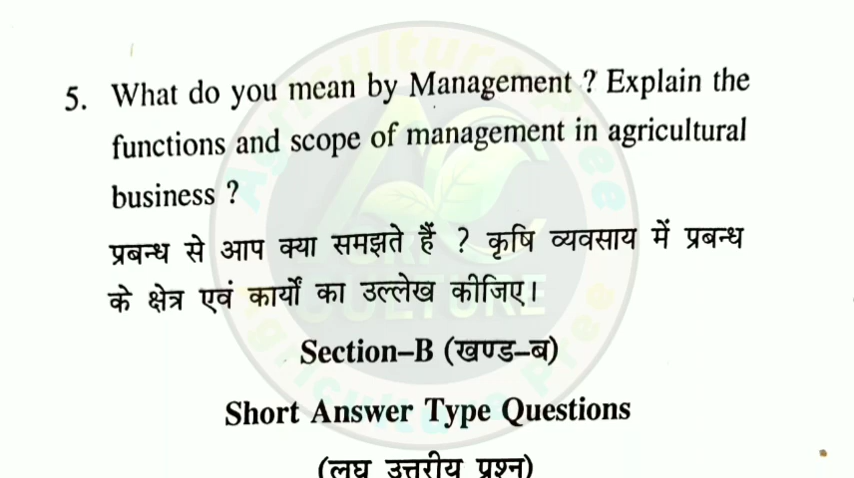 5. What do you mean by Management ? Explain the
functions and scope of management in agricultural
business ?
प्रबन्ध से आप क्या समझते हैं ? कृषि व्यवसाय में प्रबन्ध
के क्षेत्र एवं कार्यों का उल्लेख कीजिए।
Section–B (खण्ड–ब)
Short Answer Type Questions
(लघु उत्तरीय प्रश्न)